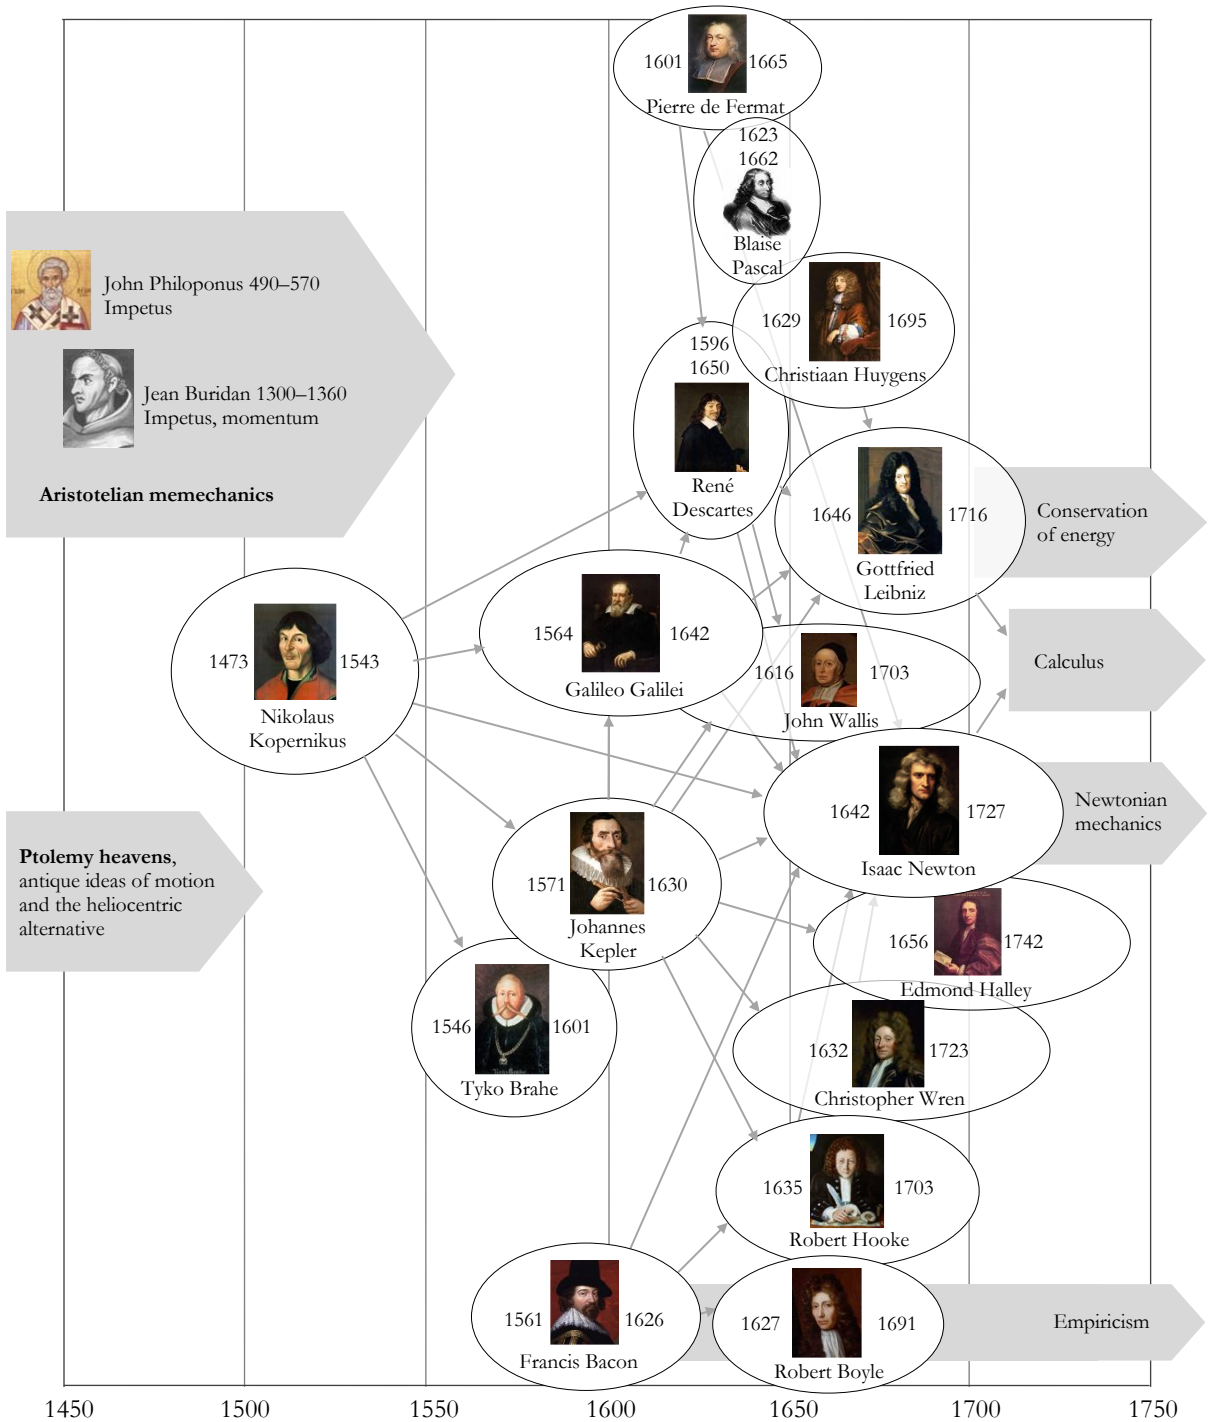 1601
1665
Pierre de Fermat
1623
1662
Blaise
Pascal
John Philoponus 490–570
Impetus
Jean Buridan 1300–1360
Impetus, momentum
Aristotelian memechanics
1629
1695
Christiaan Huygens
1596
1650
René
Descartes
1646
1716
Gottfried
Leibniz
Conservation
of energy
1473
1543
Nikolaus
Kopernikus
1564
1642
Galileo Galilei
1616
1703
John Wallis
Calculus
1642
1727
Isaac Newton
Newtonian
mechanics
Ptolemy heavens,
antique ideas of motion
and the heliocentric
alternative
1571
1630
Johannes
Kepler
1656
1742
Edmond Halley
1546
1601
Tyko Brahe
1632
1723
Christopher Wren
1635
1703
Robert Hooke
1561
1626
Francis Bacon
1627
1691
Robert Boyle
Empiricism
1450
1500
1550
1600
1650
1700
1750